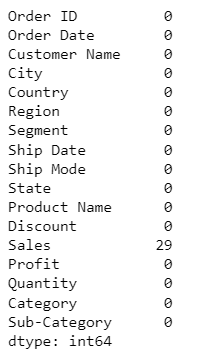 Order ID 0
Order Date 0
Customer Name 0
City 0
Country 0
Region 0
Segment 0
Ship Date 0
Ship Mode 0
State 0
Product Name 0
Discount 0
Sales 29
Profit 0
Quantity 0
Category 0
Sub-Category 0
dtype: int64